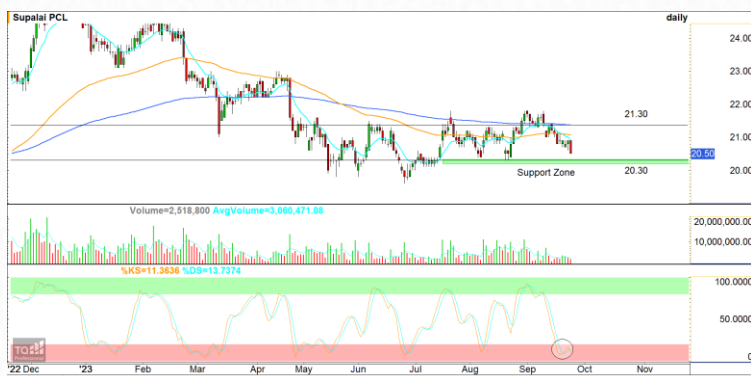 Supalai PCL
daily
24.00
23.00
22.00
21.30
21.00
20.50
20.30
Support Zone
20.00
Volume=2,518,800 AvgVolume=3,060,471.08
20,000,000.00
10,000,000.00
%KS=11.3636 %DS=13.7374
100.0000
50.0000
0
TQ
Professional
'22 Dec '23 Feb Mar Apr May Jun Jul Aug Sep Oct Nov